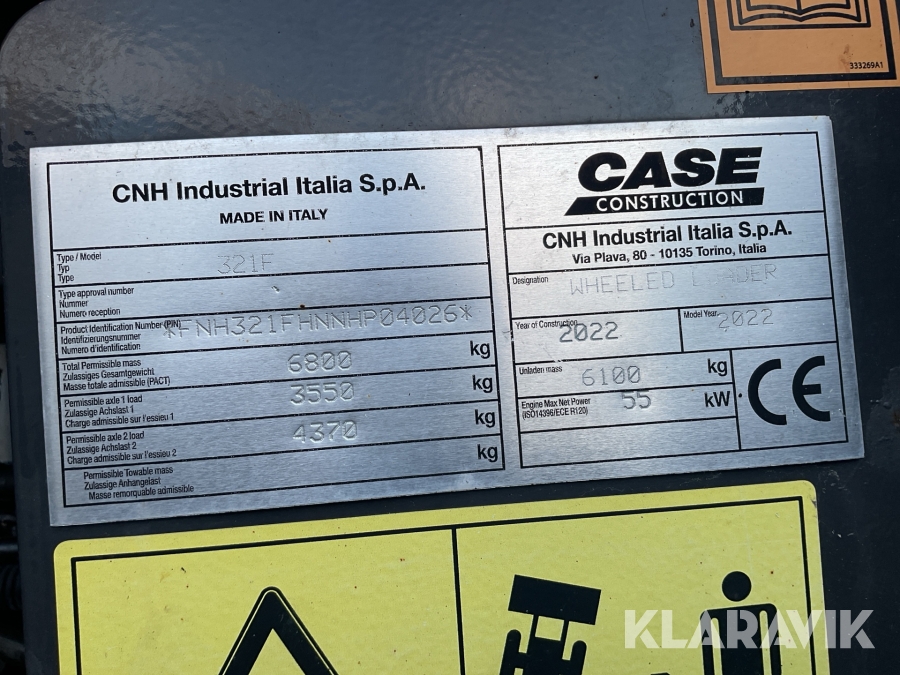 333269A1
CNH Industrial Italia S.p.A.
MADE IN ITALY
Type / Model
Typ
Type
321F
Type approval number
Nummer
Numero reception
Product Identification Number (PIN)
Identifizierungsnummer
Numero d'identification
*FNH321FHNNHP04026*
Total Permissible mass
Zulassiges Gesamtgewichl
Masse totale admissible (PACT)
6800 kg
Permissible axle 1 load
Zulassige Achslast 1
Charge admissible sur l'essieu 1
3550 kg
Permissible axle 2 load
Zulassige Achslast 2
Charge admissible sur l'essieu 2
4370 kg
Permissible Towable mass
Zulassige Anhangelast
Masse remorquable admissible
kg
CASE
CONSTRUCTION
CNH Industrial Italia S.p.A.
Via Plava, 80 - 10135 Torino, Italia
Designation
WHEELED LOADER
Year of Construction
2022
Model Year
2022
Unladen mass
6100 kg
Engine Max Net Power
(ISO14396/ECE R120)
55 kW
CE
KLARAVIK